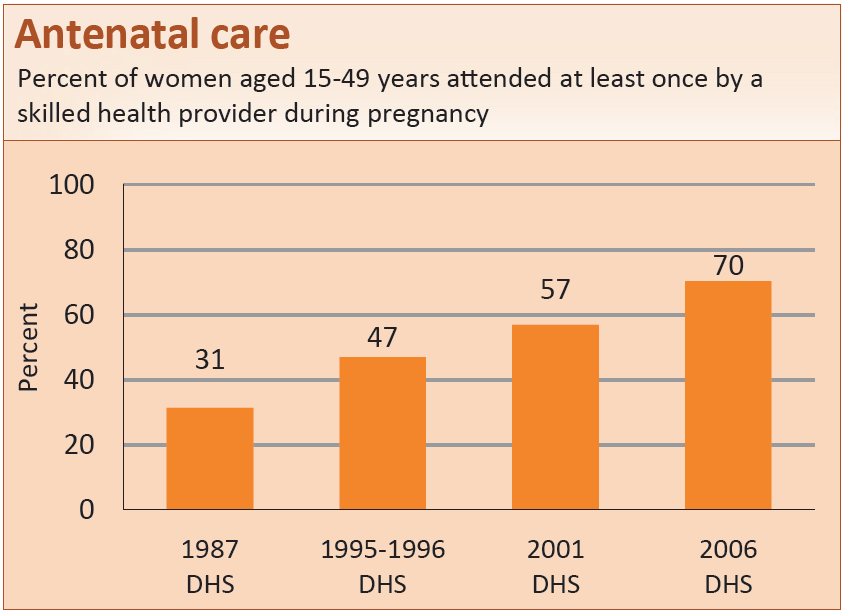 Antenatal care
Percent of women aged 15-49 years attended at least once by a
skilled health provider during pregnancy
100
80
60
40
20
0
Percent
31
47
57
70
1987
DHS
1995-1996
DHS
2001
DHS
2006
DHS